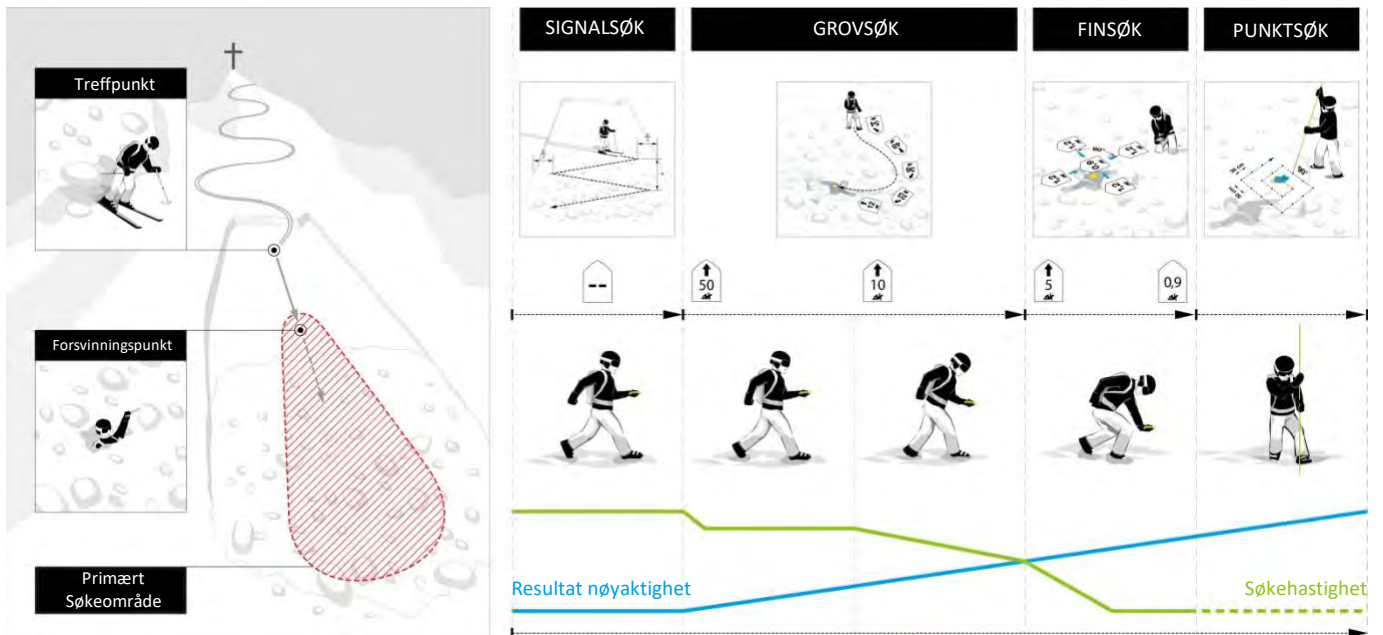 Treffpunkt
Forsvinningspunkt
Primært
Søkeområde
SIGNALSØK
GROVSØK
FINSØK
PUNKTSØK
--
50
10
5
0,9
Resultat nøyaktighet
Søkehastighet